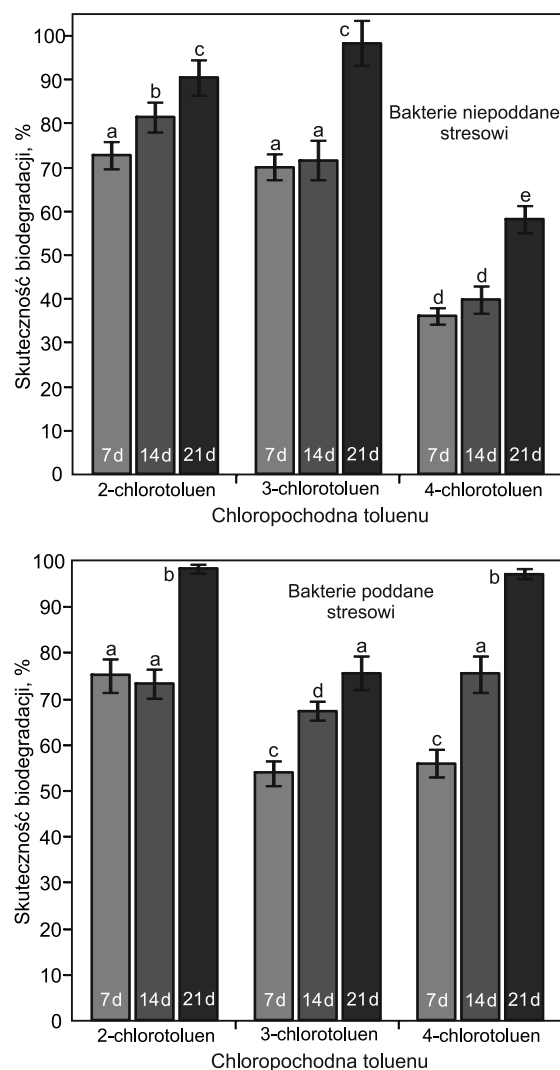 Skuteczność biodegradacji, %
100
90
80
70
60
50
40
30
20
10
0
a
b
c
a
a
c
d
d
e
Bakterie niepoddane
stresowi
7d 14d 21d 7d 14d 21d 7d 14d 21d
2-chlorotoluen 3-chlorotoluen 4-chlorotoluen
Chloropochodna toluenu
Skuteczność biodegradacji, %
100
90
80
70
60
50
40
30
20
10
0
a
a
b
c
d
a
c
a
b
Bakterie poddane
stresowi
7d 14d 21d 7d 14d 21d 7d 14d 21d
2-chlorotoluen 3-chlorotoluen 4-chlorotoluen
Chloropochodna toluenu